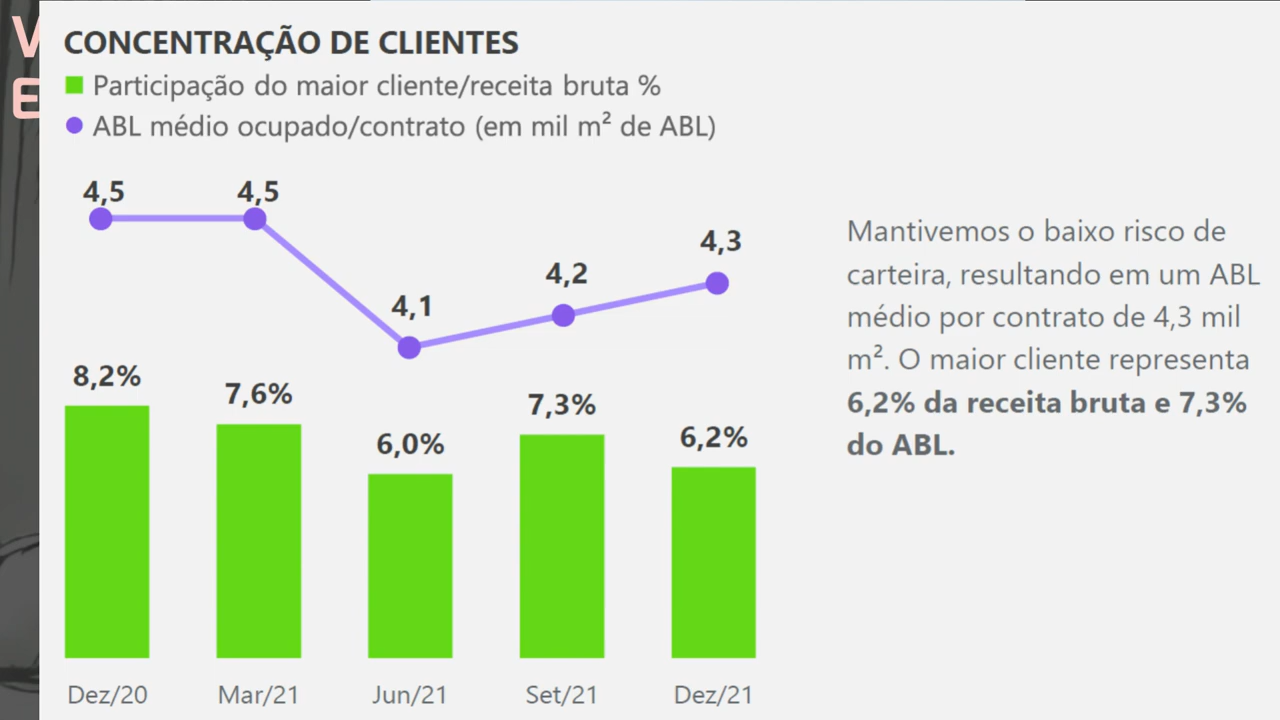 CONCENTRAÇÃO DE CLIENTES
Participação do maior cliente/receita bruta %
ABL médio ocupado/contrato (em mil m² de ABL)
4,5 4,5 4,1 4,2 4,3
8,2% 7,6% 6,0% 7,3% 6,2%
Dez/20 Mar/21 Jun/21 Set/21 Dez/21
Mantivemos o baixo risco de
carteira, resultando em um ABL
médio por contrato de 4,3 mil
m². O maior cliente representa
6,2% da receita bruta e 7,3%
do ABL.